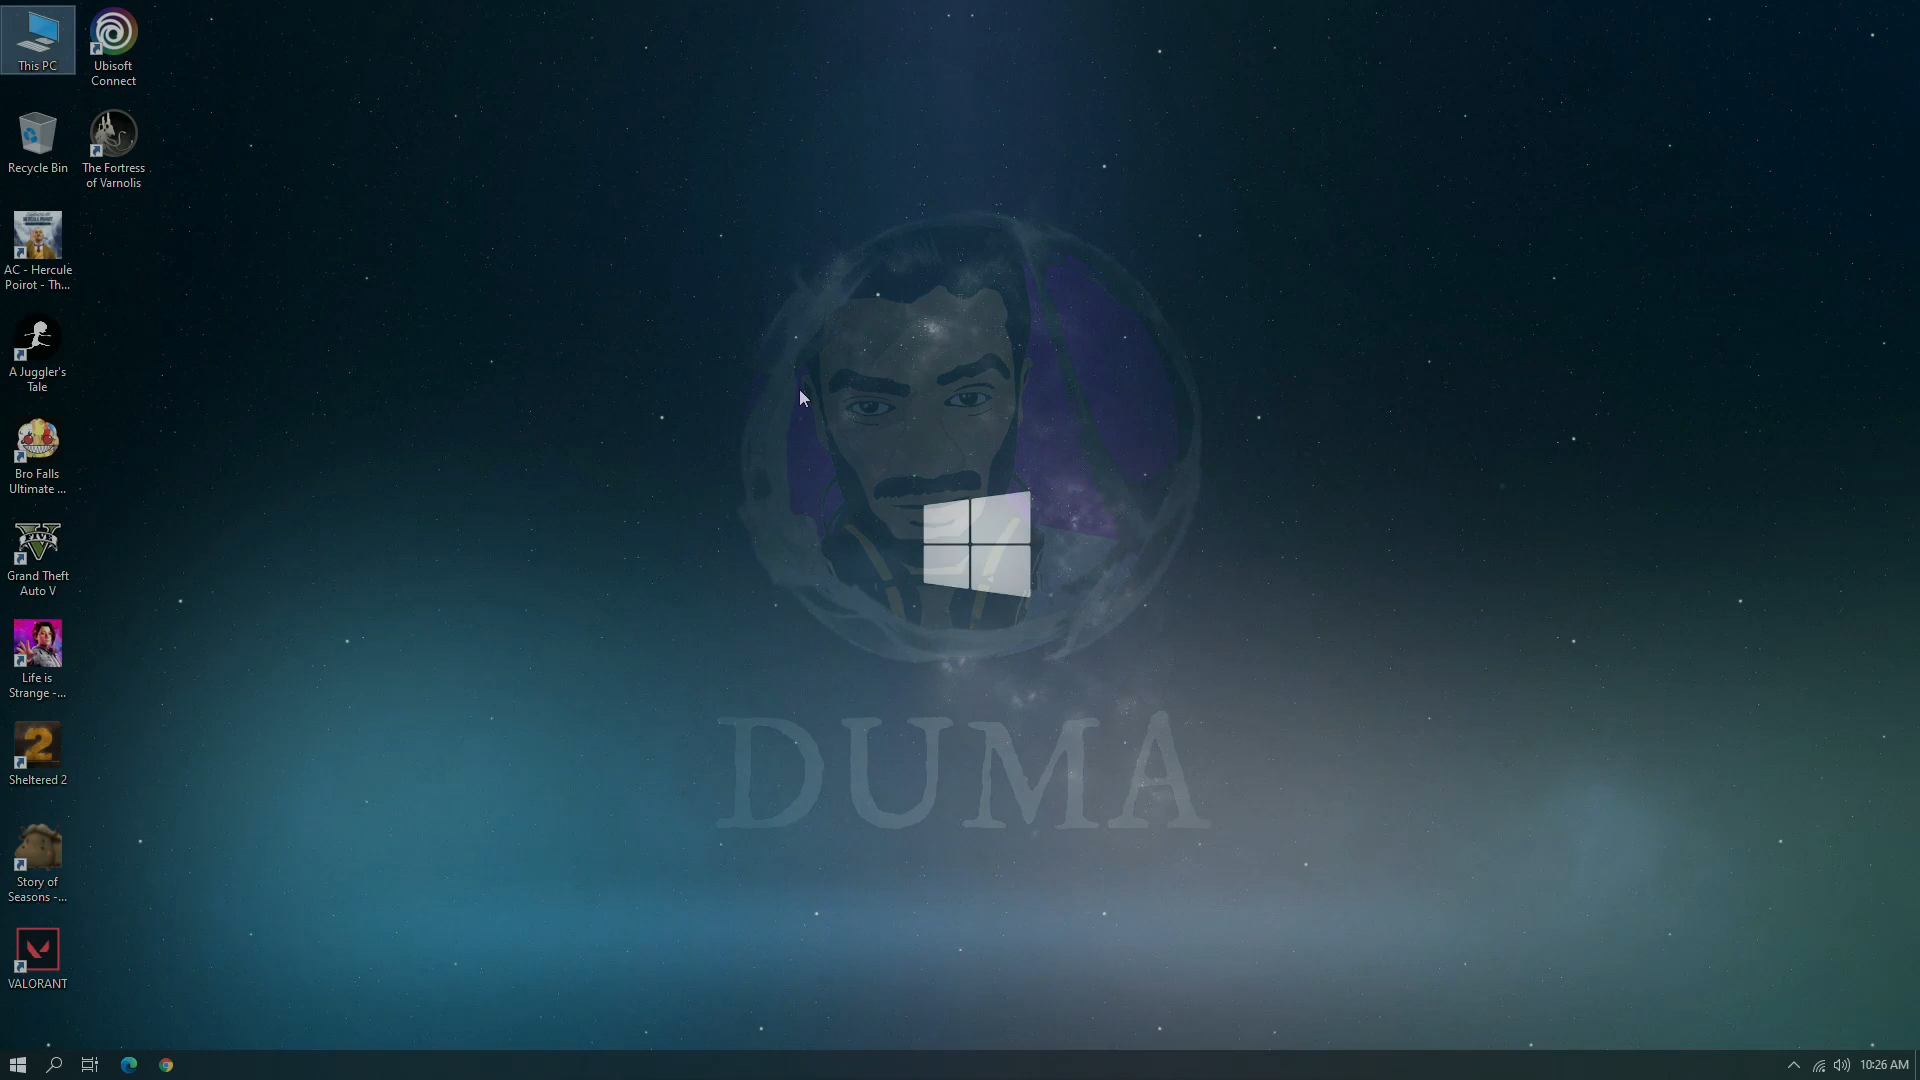 This PC
Ubisoft
Connect
Recycle Bin
The Fortress
of Varnolis
AC - Hercule
Poirot - Th...
A Juggler's
Tale
Bro Falls
Ultimate ...
Grand Theft
Auto V
Life is
Strange -...
Sheltered 2
Story of
Seasons -...
VALORANT
DUMA
10:26 AM